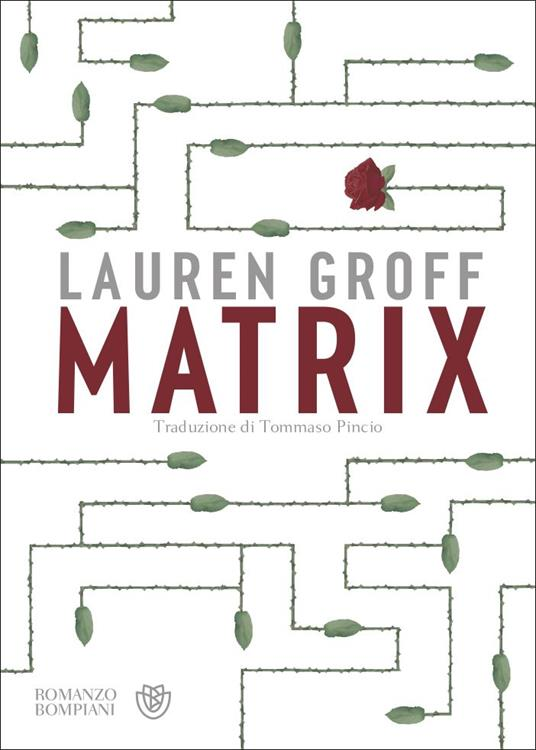 LAUREN GROFF
MATRIX
Traduzione di Tommaso Pincio
ROMANZO
BOMPIANI